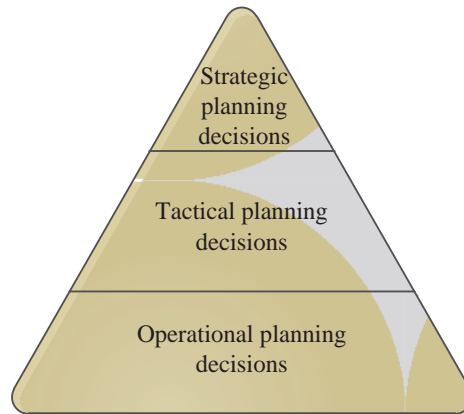 Strategic
planning
decisions
Tactical planning
decisions
Operational planning
decisions